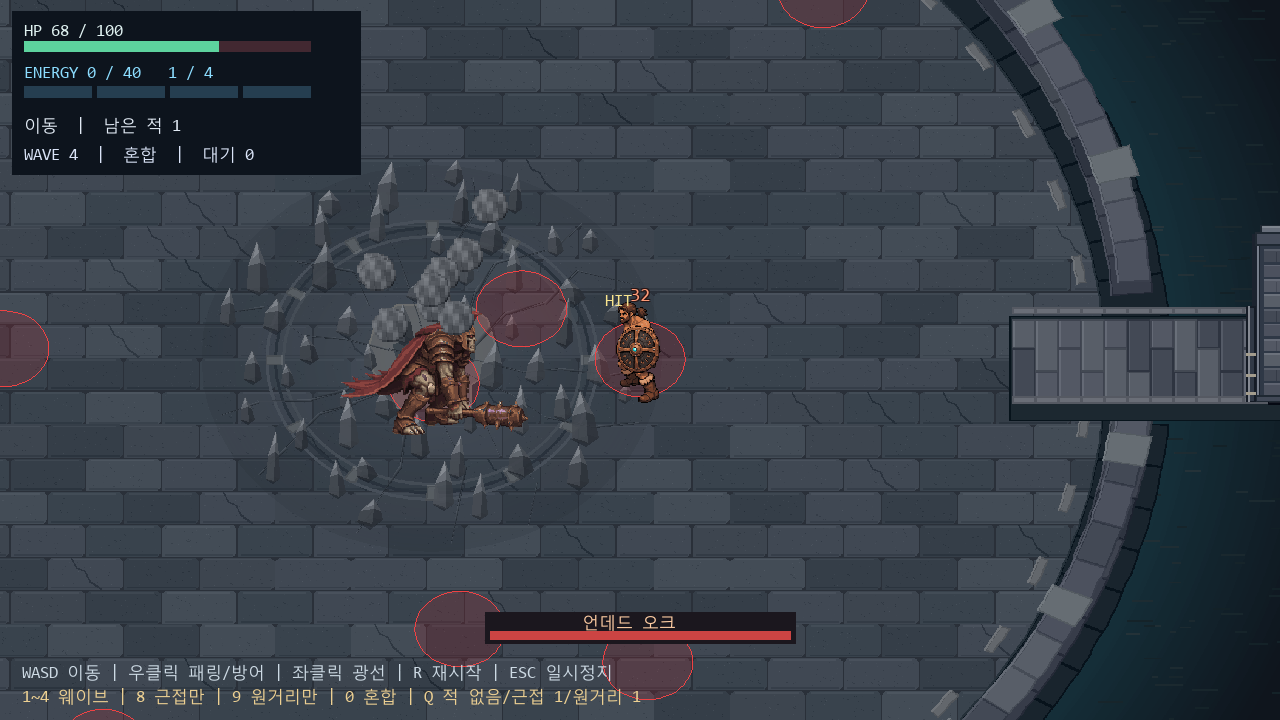 HP 68 / 100
ENERGY 0 / 40 1 / 4
이동 | 남은 적 1
WAVE 4 | 혼합 | 대기 0
HIT
32
언데드 오크
WASD 이동 | 우클릭 패링/방어 | 좌클릭 광선 | R 재시작 | ESC 일시정지
1~4 웨이브 | 8 근접만 | 9 원거리만 | 0 혼합 | Q 적 없음/근접 1/원거리 1